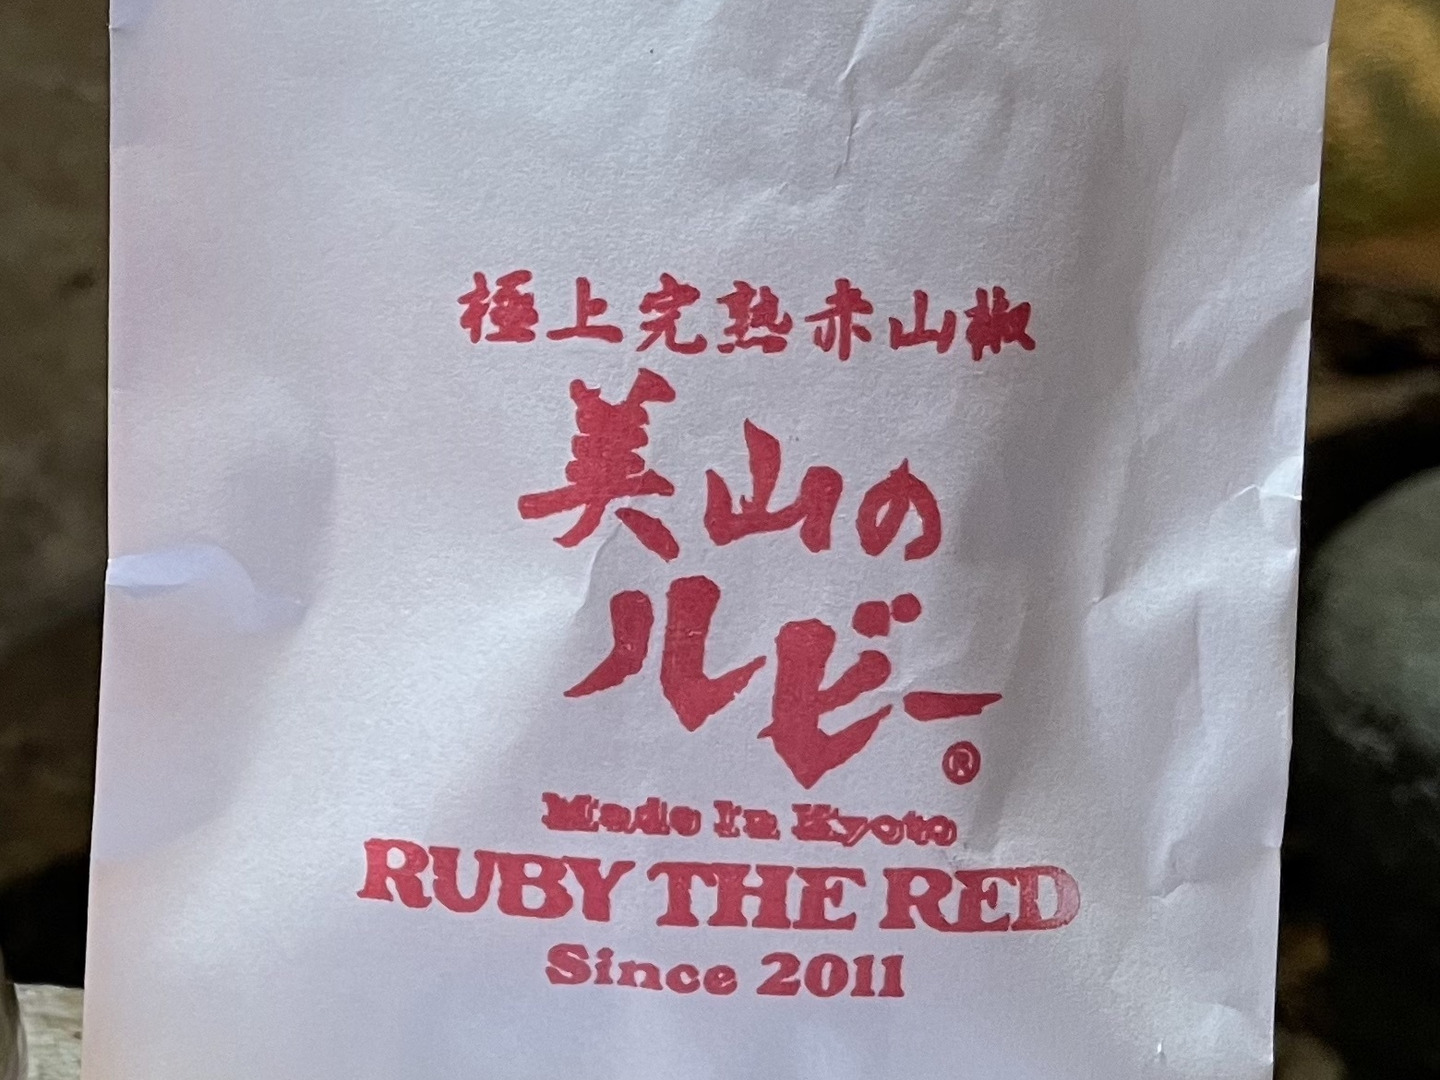 極上完熟赤山椒
美山の
ルビー
®
Made In Kyoto
RUBY THE RED
Since 2011